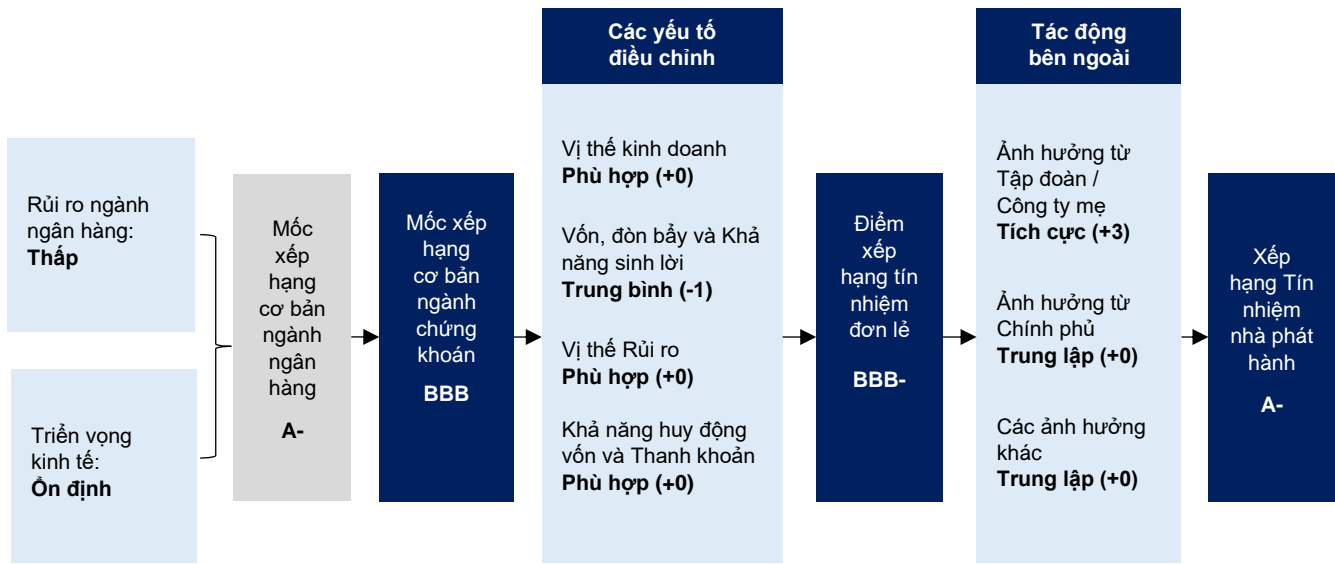 Rủi ro ngành
ngân hàng:
Thấp
Triển vọng
kinh tế:
Ổn định
Mốc
xếp
hạng
cơ bản
ngành
ngân
hàng
A-
Mốc xếp
hạng
cơ bản
ngành
chứng
khoán
BBB
Các yếu tố
điều chỉnh
Vị thế kinh doanh
Phù hợp (+0)
Vốn, đòn bẩy và Khả
năng sinh lời
Trung bình (-1)
Vị thế Rủi ro
Phù hợp (+0)
Khả năng huy động
vốn và Thanh khoản
Phù hợp (+0)
Điểm
xếp
hạng tín
nhiệm
đơn lẻ
BBB-
Tác động
bên ngoài
Ảnh hưởng từ
Tập đoàn /
Công ty mẹ
Tích cực (+3)
Ảnh hưởng từ
Chính phủ
Trung lập (+0)
Các ảnh hưởng
khác
Trung lập (+0)
Xếp
hạng Tín
nhiệm
nhà phát
hành
A-